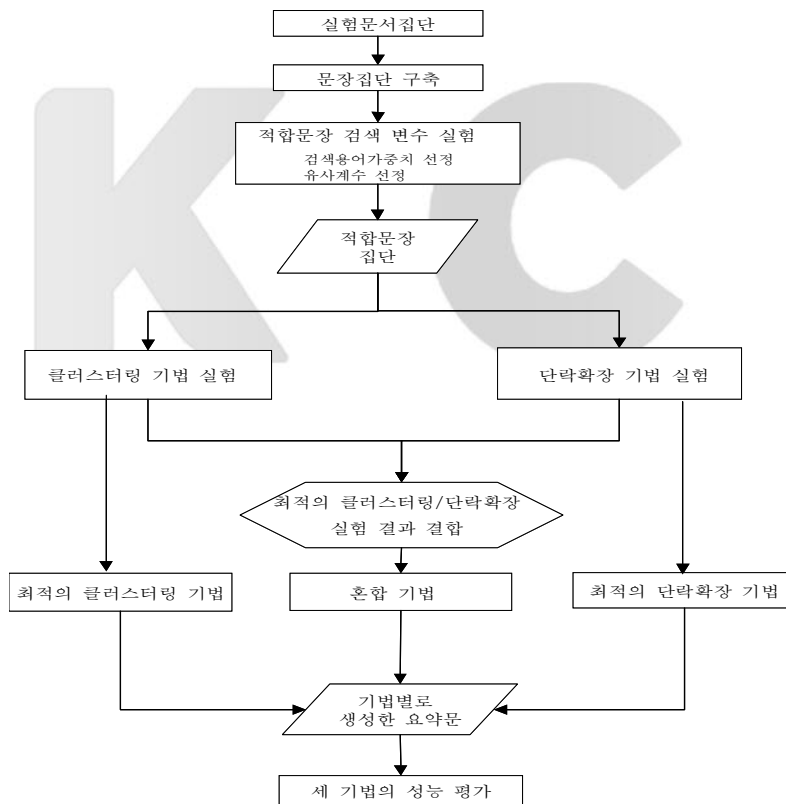 실험문서집단
문장집단 구축
적합문장 검색 변수 실험
검색용어가중치 선정
유사계수 선정
적합문장
집단
클러스터링 기법 실험
단락확장 기법 실험
최적의 클러스터링/단락확장
실험 결과 결합
최적의 클러스터링 기법
혼합 기법
최적의 단락확장 기법
기법별로
생성한 요약문
세 기법의 성능 평가
K C